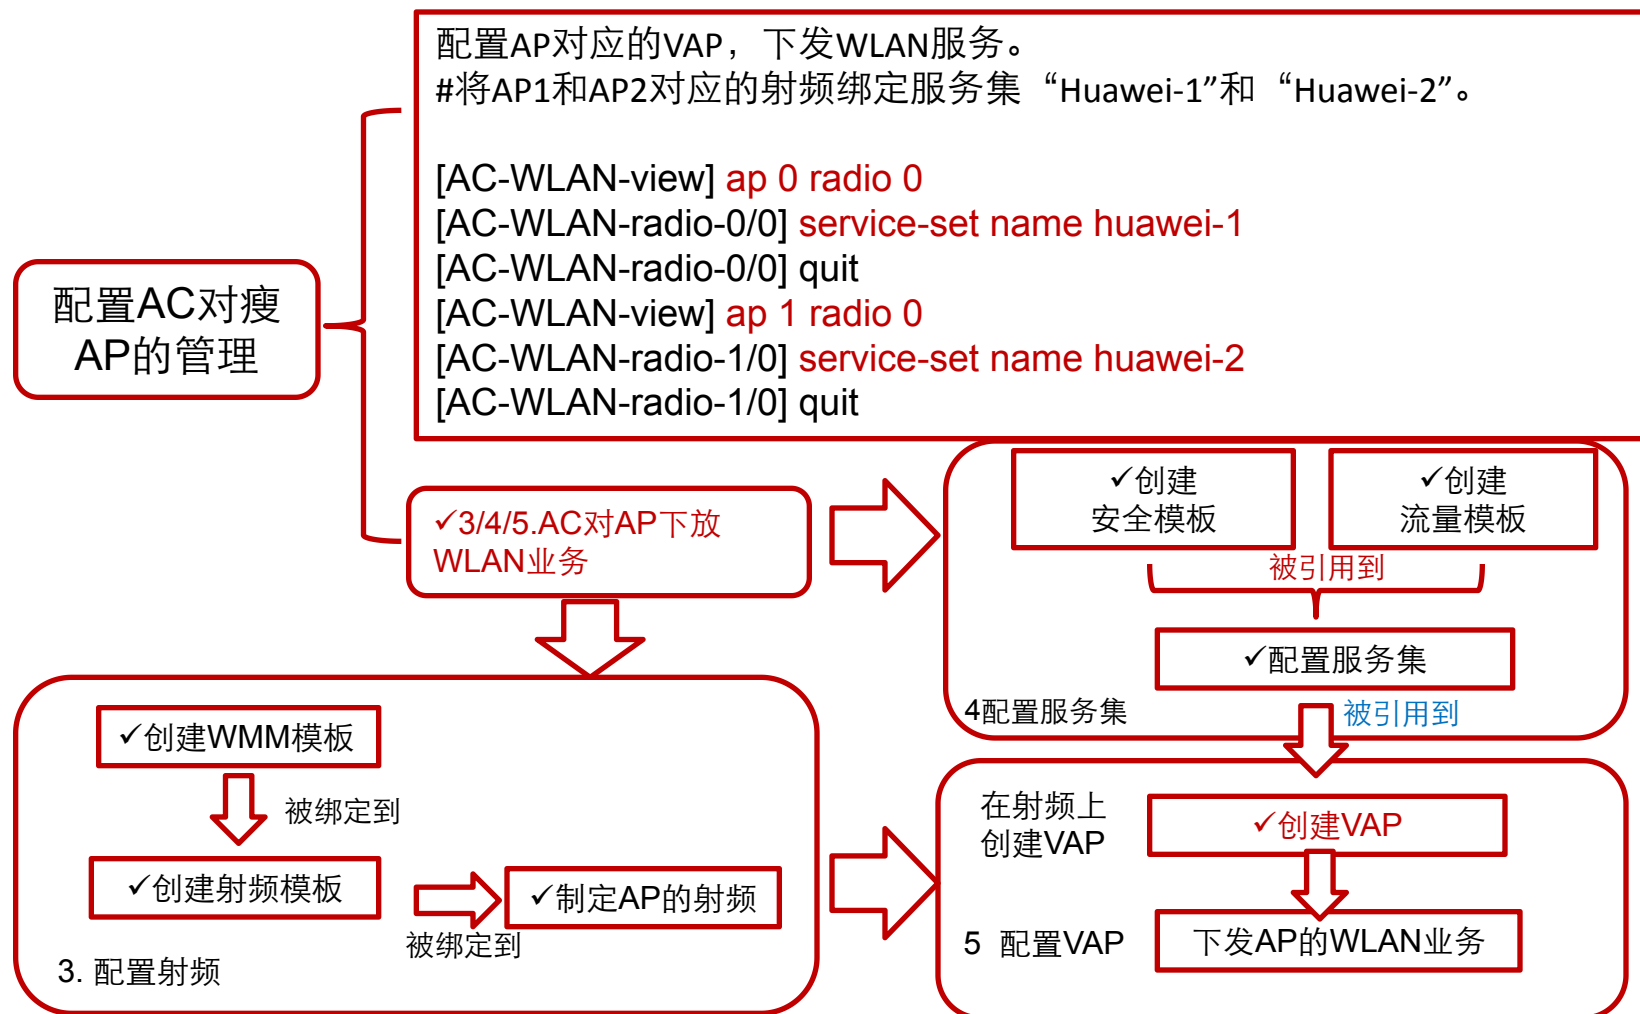 配置AP对应的VAP，下发WLAN服务。
#将AP1和AP2对应的射频绑定服务集“Huawei-1”和“Huawei-2”。
[AC-WLAN-view] ap 0 radio 0
[AC-WLAN-radio-0/0] service-set name huawei-1
[AC-WLAN-radio-0/0] quit
[AC-WLAN-view] ap 1 radio 0
[AC-WLAN-radio-1/0] service-set name huawei-2
[AC-WLAN-radio-1/0] quit
配置AC对瘦
AP的管理
✓3/4/5.AC对AP下放
WLAN业务
✓创建
安全模板
✓创建
流量模板
被引用到
✓配置服务集
4配置服务集
被引用到
✓创建WMM模板
被绑定到
✓创建射频模板
被绑定到
✓制定AP的射频
3. 配置射频
在射频上
创建VAP
✓创建VAP
5 配置VAP
下发AP的WLAN业务